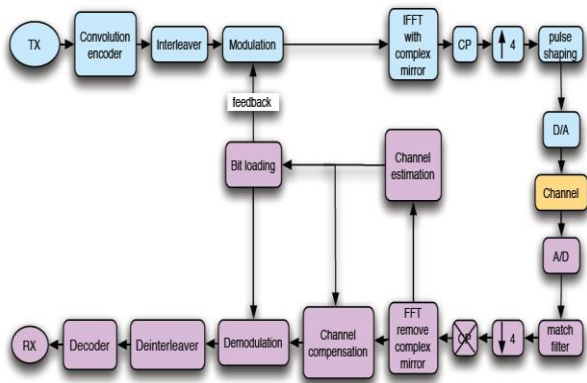 TX
Convolution
encoder
Interleaver
Modulation
IFFT
with
complex
mirror
CP
4
pulse
shaping
feedback
D/A
Bit loading
Channel
estimation
Channel
A/D
RX
Decoder
Deinterleaver
Demodulation
Channel
compensation
FFT
remove
complex
mirror
CP
4
match
filter